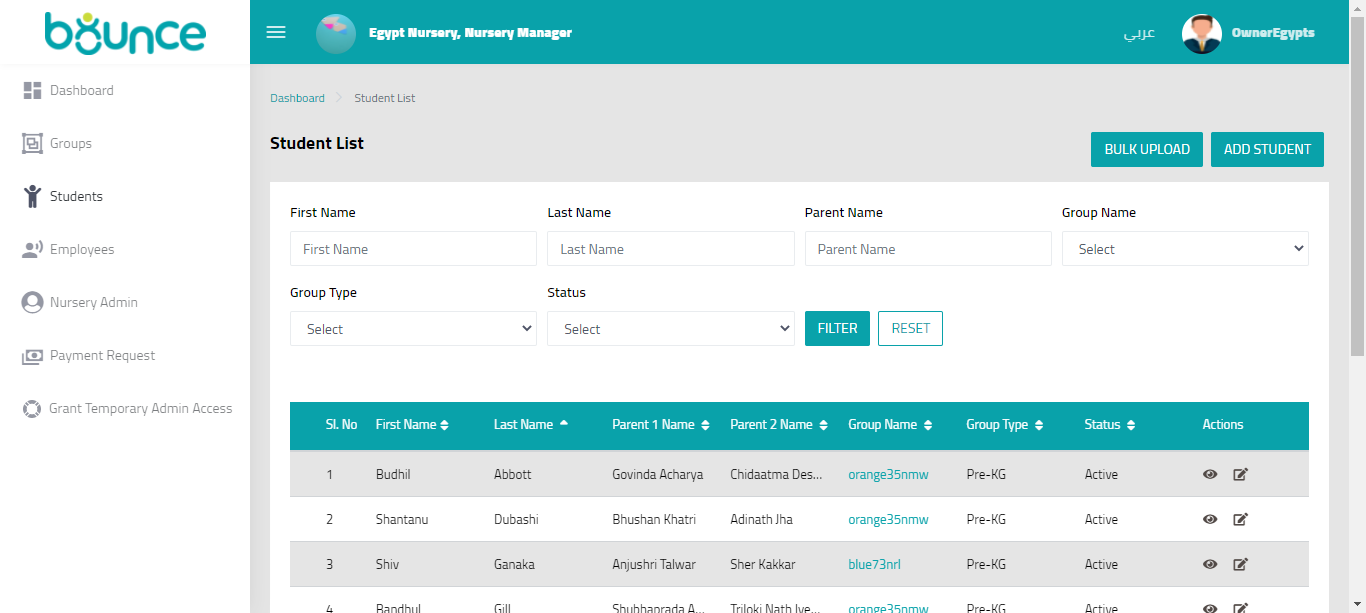 bounce
Egypt Nursery, Nursery Manager
عربي
OwnerEgypts
Dashboard
Groups
Students
Employees
Nursery Admin
Payment Request
Grant Temporary Admin Access
Dashboard > Student List
Student List
BULK UPLOAD
ADD STUDENT
First Name Last Name Parent Name Group Name
First Name Last Name Parent Name Select
Group Type Status
Select Select FILTER RESET
Sl. No First Name Last Name Parent 1 Name Parent 2 Name Group Name Group Type Status Actions
1 Budhil Abbott Govinda Acharya Chidaatma Des... orange35nmw Pre-KG Active
2 Shantanu Dubashi Bhushan Khatri Adinath Jha orange35nmw Pre-KG Active
3 Shiv Ganaka Anjushri Talwar Sher Kakkar blue73nrl Pre-KG Active
4 Bandhul Gill Shubhaprada A... Triloki Nath Ive... orange35nmw Pre-KG Active